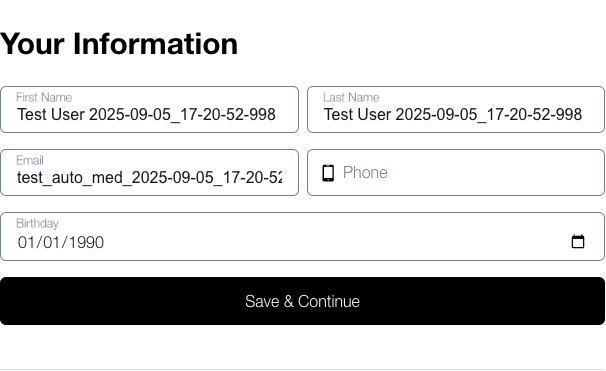 Your Information
First Name
Test User 2025-09-05_17-20-52-998
Last Name
Test User 2025-09-05_17-20-52-998
Email
test_auto_med_2025-09-05_17-20-52
Phone
Birthday
01/01/1990
Save & Continue